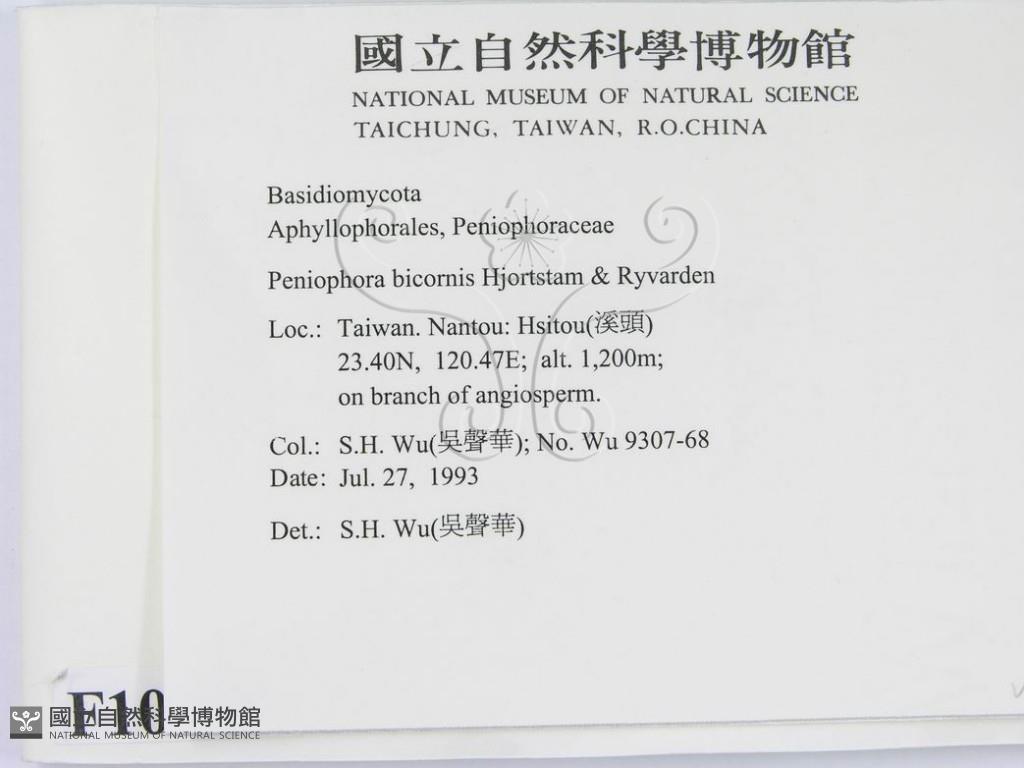 國立自然科學博物館
NATIONAL MUSEUM OF NATURAL SCIENCE
TAICHUNG, TAIWAN, R.O.CHINA
Basidiomycota
Aphyllophorales, Peniophoraceae
Peniophora bicornis Hjortstam & Ryvarden
Loc.: Taiwan. Nantou: Hsitou(溪頭)
23.40N, 120.47E; alt. 1,200m;
on branch of angiosperm.
Col.: S.H. Wu(吳聲華); No. Wu 9307-68
Date: Jul. 27, 1993
Det.: S.H. Wu(吳聲華)
F10
國立自然科學博物館
NATIONAL MUSEUM OF NATURAL SCIENCE